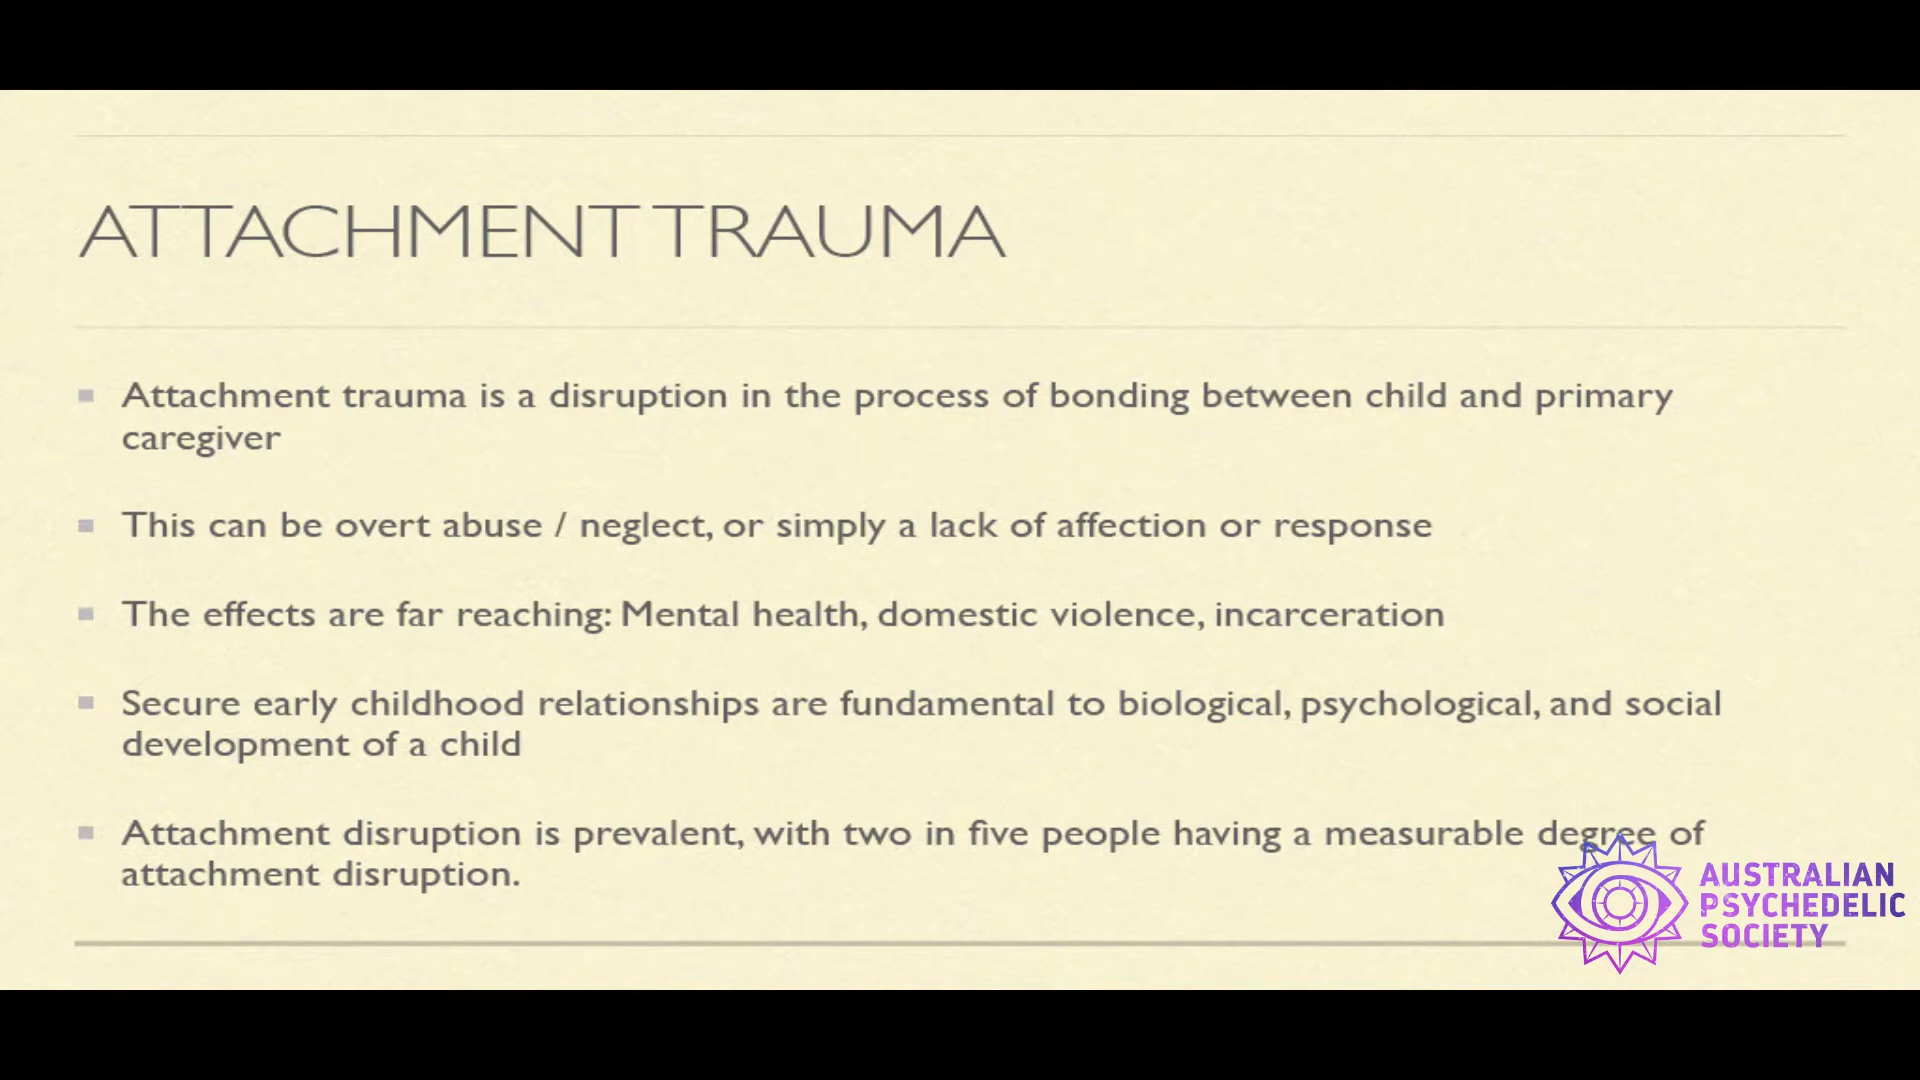 ATTACHMENT TRAUMA
Attachment trauma is a disruption in the process of bonding between child and primary
caregiver
This can be overt abuse / neglect, or simply a lack of affection or response
The effects are far reaching: Mental health, domestic violence, incarceration
Secure early childhood relationships are fundamental to biological, psychological, and social
development of a child
Attachment disruption is prevalent, with two in five people having a measurable degree of
attachment disruption.
AUSTRALIAN
PSYCHEDELIC
SOCIETY